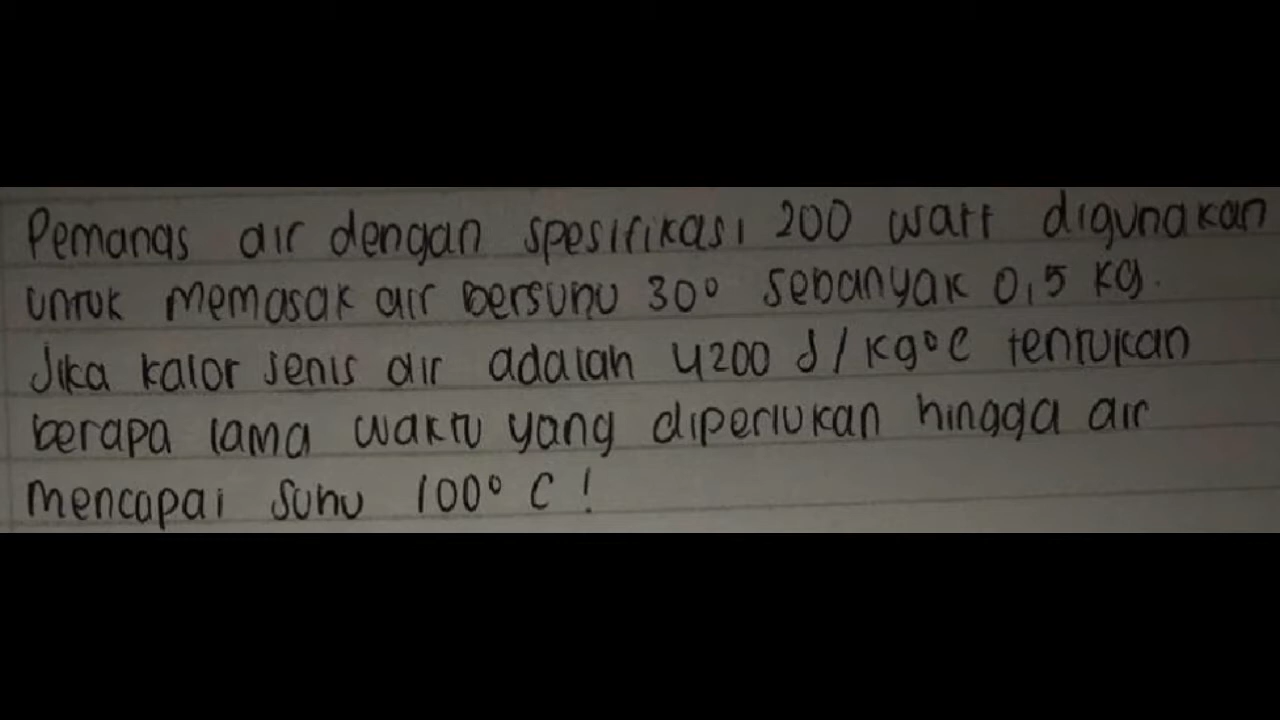 Pemanas air dengan spesifikasi 200 watt digunakan
untuk memasak air bersuhu 30° sebanyak 0,5 kg.
Jika kalor jenis air adalah 4200 J/kg°C tentukan
berapa lama waktu yang diperlukan hingga air
mencapai suhu 100° C!